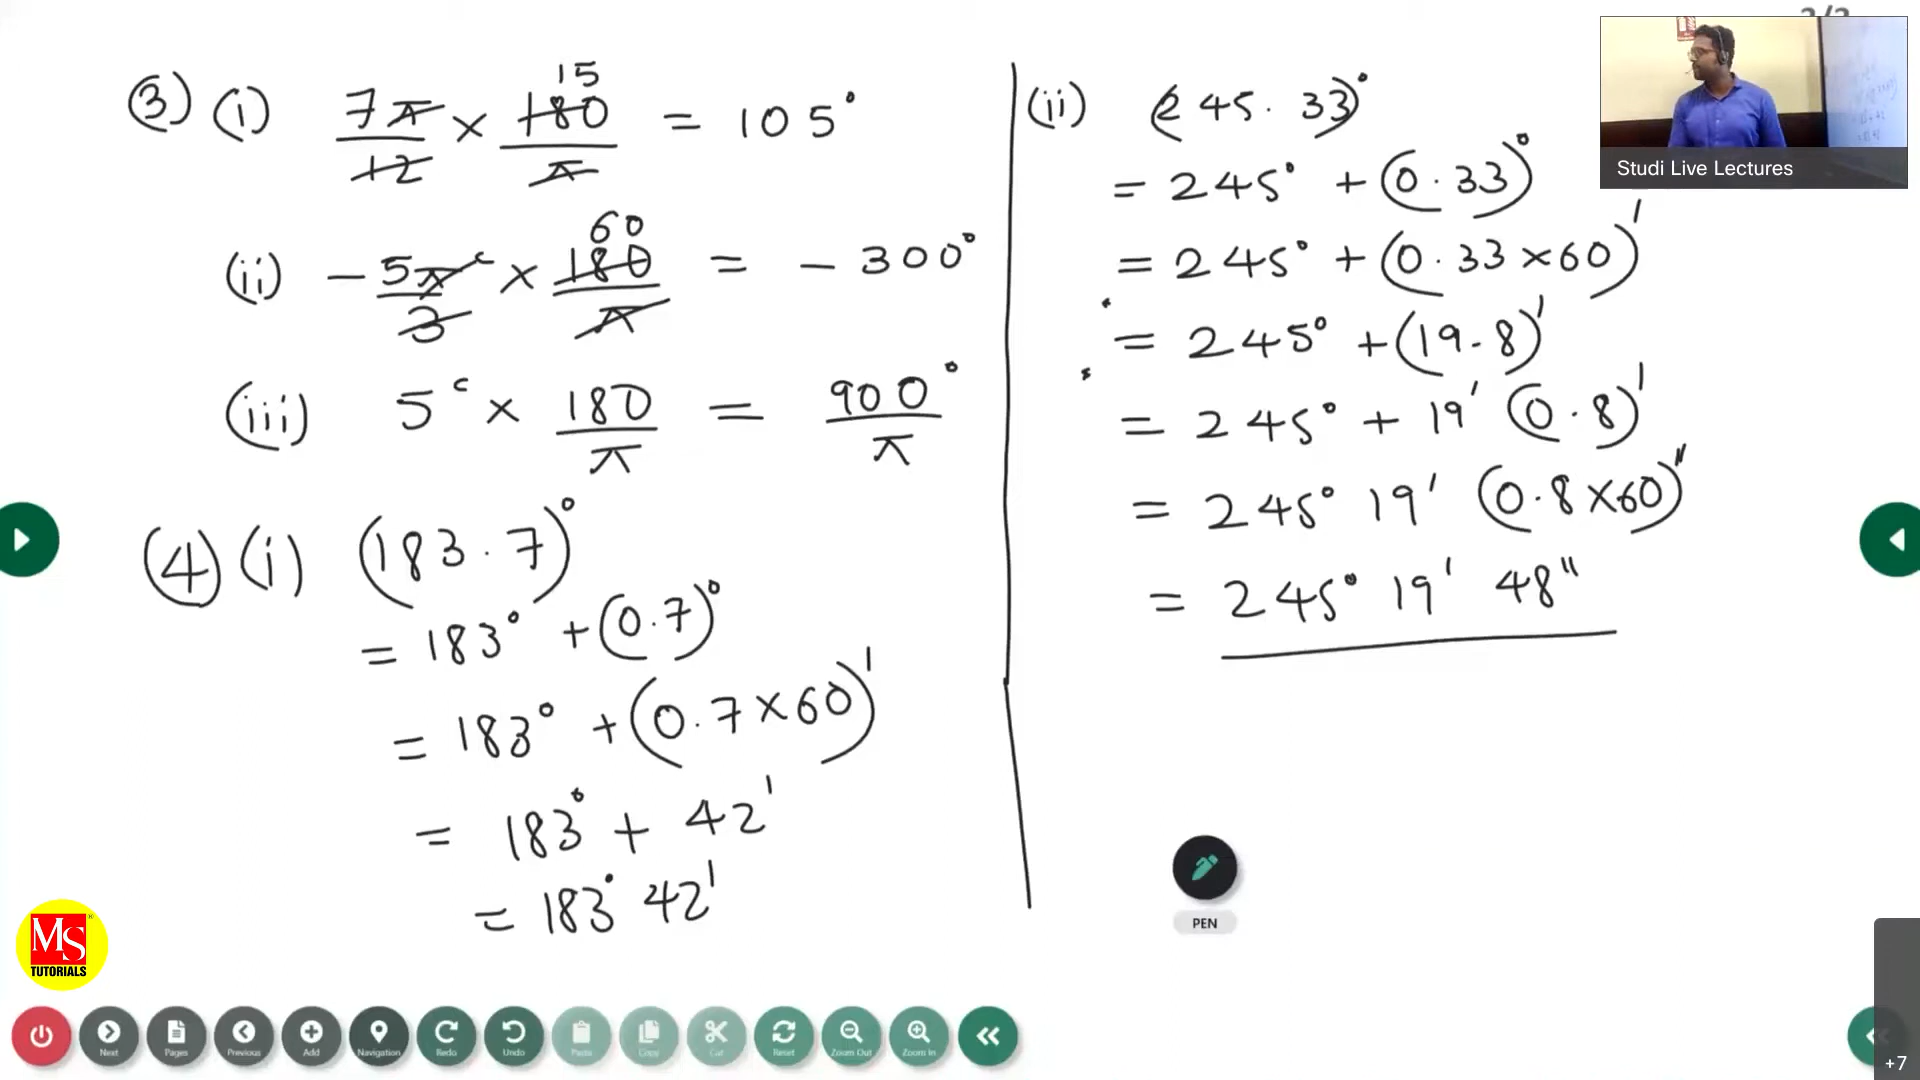 ③ (i) 7π/12 × 180/π = 105°
15
(ii) -5πᶜ/3 × 180/π = - 300°
60
(iii) 5ᶜ × 180/π = 900°/π
④ (i) (183.7)°
= 183° + (0.7)°
= 183° + (0.7×60)'
= 183° + 42'
= 183° 42'
(ii) (245.33)°
= 245° + (0.33)°
= 245° + (0.33×60)'
= 245° + (19.8)'
= 245° + 19' (0.8)'
= 245° 19' (0.8×60)"
= 245° 19' 48"
Studi Live Lectures
PEN
MS
TUTORIALS
Next
Pages
Previous
Add
Navigation
Redo
Undo
Paste
Copy
Cut
Reset
Zoom Out
Zoom In
+7